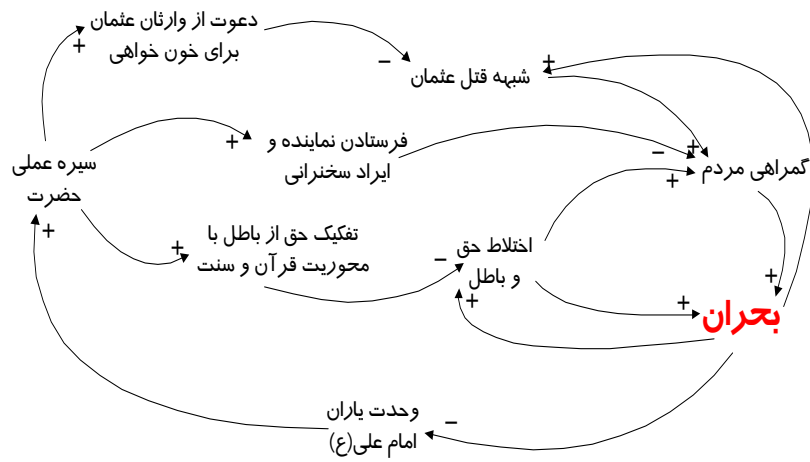 دعوت از وارثان عثمان
برای خون خواهی
+
–
شبهه قتل عثمان
+
فرستادن نماینده و
ایراد سخنرانی
+
–
+
گمراهی مردم
+
سیره عملی
حضرت
+
تفکیک حق از باطل با
محوریت قرآن و سنت
+
–
اختلاط حق
و باطل
+
+
+
بحران
وحدت یاران
امام علی(ع)
–